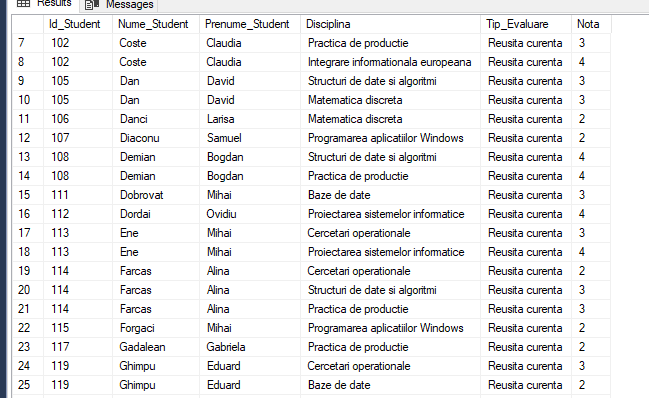 Results Messages
Id_Student Nume_Student Prenume_Student Disciplina Tip_Evaluare Nota
7 102 Coste Claudia Practica de productie Reusita curenta 3
8 102 Coste Claudia Integrare informationala europeana Reusita curenta 4
9 105 Dan David Structuri de date si algoritmi Reusita curenta 3
10 105 Dan David Matematica discreta Reusita curenta 3
11 106 Danci Larisa Matematica discreta Reusita curenta 2
12 107 Diaconu Samuel Programarea aplicatiilor Windows Reusita curenta 2
13 108 Demian Bogdan Structuri de date si algoritmi Reusita curenta 4
14 108 Demian Bogdan Practica de productie Reusita curenta 4
15 111 Dobrovat Mihai Baze de date Reusita curenta 3
16 112 Dordai Ovidiu Proiectarea sistemelor informatice Reusita curenta 4
17 113 Ene Mihai Cercetari operationale Reusita curenta 3
18 113 Ene Mihai Proiectarea sistemelor informatice Reusita curenta 4
19 114 Farcas Alina Cercetari operationale Reusita curenta 2
20 114 Farcas Alina Structuri de date si algoritmi Reusita curenta 3
21 114 Farcas Alina Practica de productie Reusita curenta 3
22 115 Forgaci Mihai Programarea aplicatiilor Windows Reusita curenta 2
23 117 Gadalean Gabriela Practica de productie Reusita curenta 2
24 119 Ghimpu Eduard Cercetari operationale Reusita curenta 3
25 119 Ghimpu Eduard Baze de date Reusita curenta 2